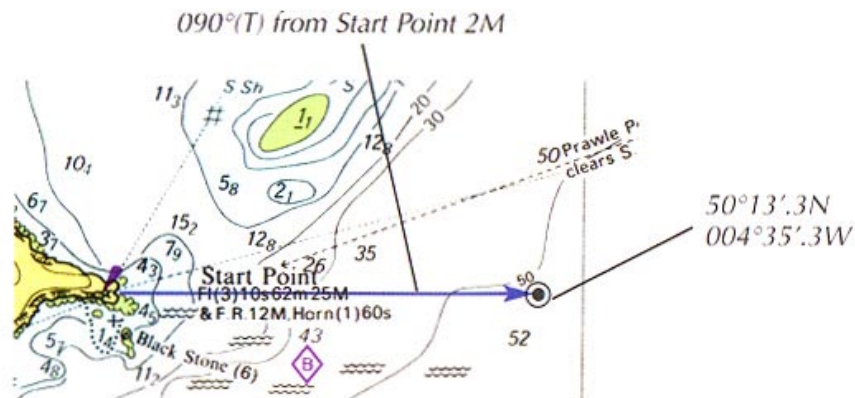 090°(T) from Start Point 2M
S Sh
S
11₃
1₁
20
30
10₄
5₈
2₁
12₈
50 Prawle P.
clears S.
6₁
3₇
15₂
7₉
4₃
12₈
26
35
50°13'.3N
004°35'.3W
Start Point
Fl(3)10s62m25M
& F.R.12M.Horn(1)60s
50
4₅
5₇
14
Black Stone (6)
43
B
52
4₈
11₂